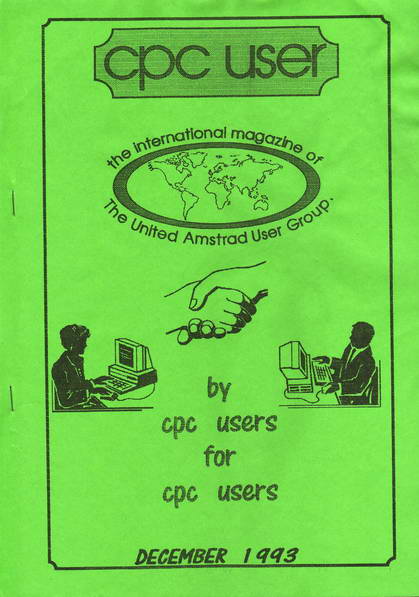 cpc user
the international magazine of
The United Amstrad User Group.
by
cpc users
for
cpc users
DECEMBER 1993